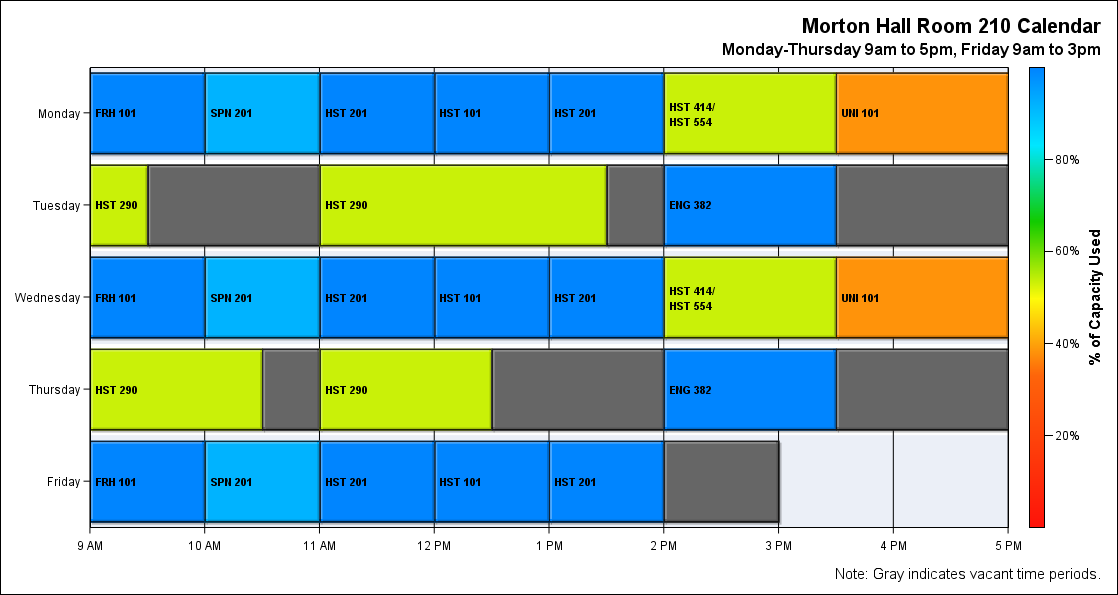 Morton Hall Room 210 Calendar
Monday-Thursday 9am to 5pm, Friday 9am to 3pm
Monday
FRH 101
SPN 201
HST 201
HST 101
HST 201
HST 414/
HST 554
UNI 101
Tuesday
HST 290
HST 290
ENG 382
Wednesday
FRH 101
SPN 201
HST 201
HST 101
HST 201
HST 414/
HST 554
UNI 101
Thursday
HST 290
HST 290
ENG 382
Friday
FRH 101
SPN 201
HST 201
HST 101
HST 201
9 AM
10 AM
11 AM
12 PM
1 PM
2 PM
3 PM
4 PM
5 PM
80%
60%
40%
20%
% of Capacity Used
Note: Gray indicates vacant time periods.